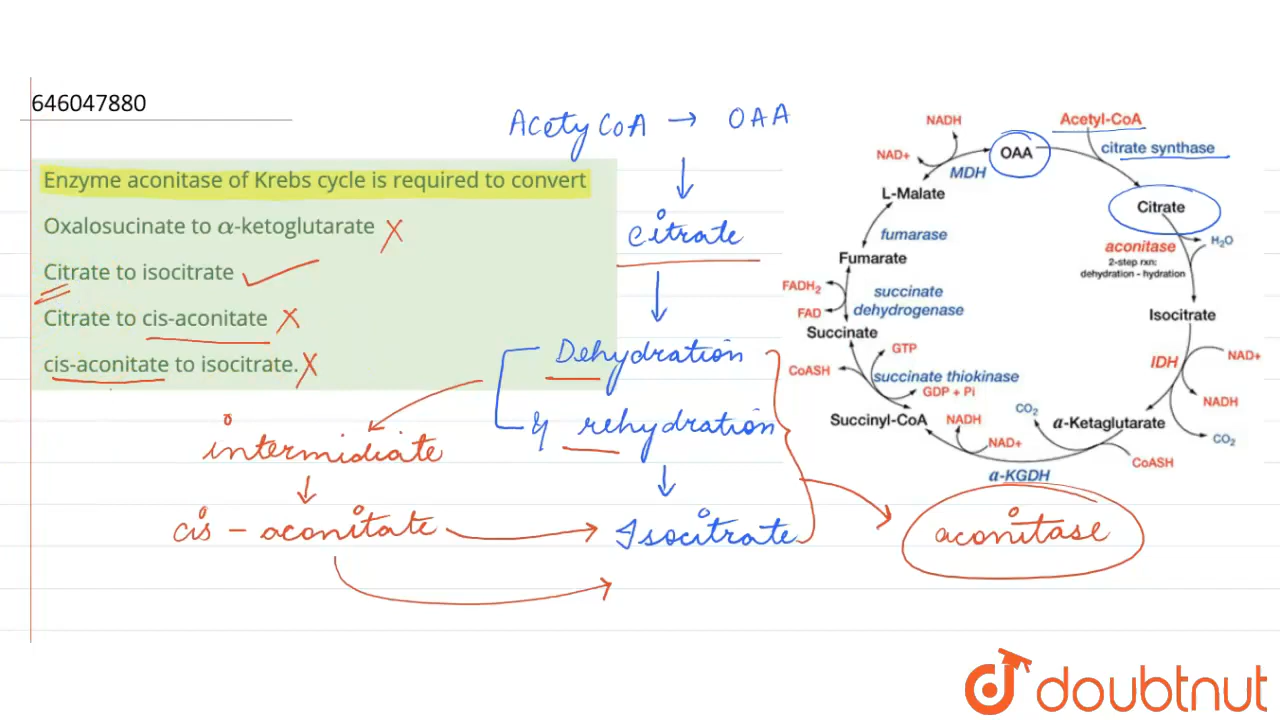 646047880
Enzyme aconitase of Krebs cycle is required to convert
Oxalosucinate to α-ketoglutarate X
Citrate to isocitrate
Citrate to cis-aconitate X
cis-aconitate to isocitrate. X
Acety CoA → OAA
citrate
Dehydration
& rehydration
intermidiate
cis - aconitate
Isocitrate
aconitase
NADH
Acetyl-CoA
NAD+
OAA
citrate synthase
MDH
L-Malate
Citrate
fumarase
aconitase
H₂O
2-step rxn:
dehydration - hydration
Fumarate
FADH₂
succinate
dehydrogenase
FAD
Isocitrate
Succinate
GTP
IDH
NAD+
CoASH
succinate thiokinase
GDP + Pi
NADH
Succinyl-CoA
NADH
CO₂
α-Ketaglutarate
CO₂
NAD+
CoASH
α-KGDH
doubtnut